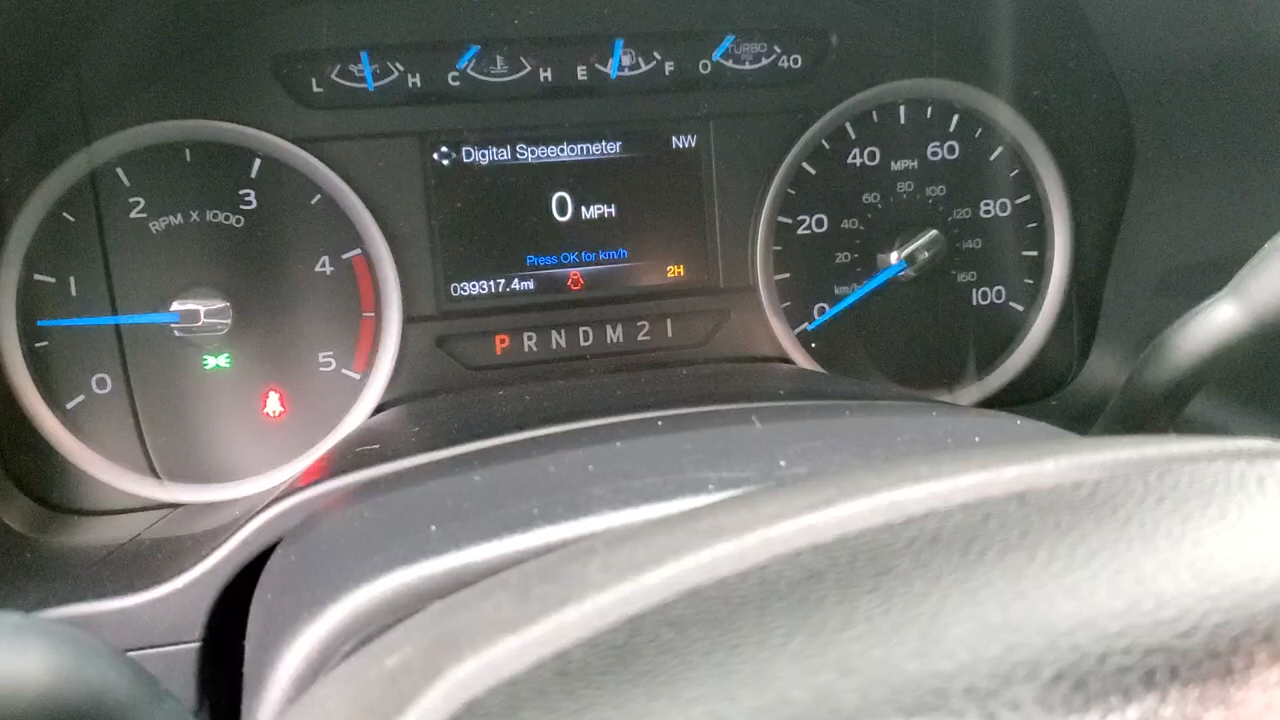 L H C H E F 0 TURBO PSI 40
Digital Speedometer NW
0 MPH
Press OK for km/h
039317.4mi 2H
P R N D M 2 1
0 1 2 3 4 5
RPM X 1000
0 20 40 60 80 100
MPH
20 40 60 80 100 120 140 160
km/h